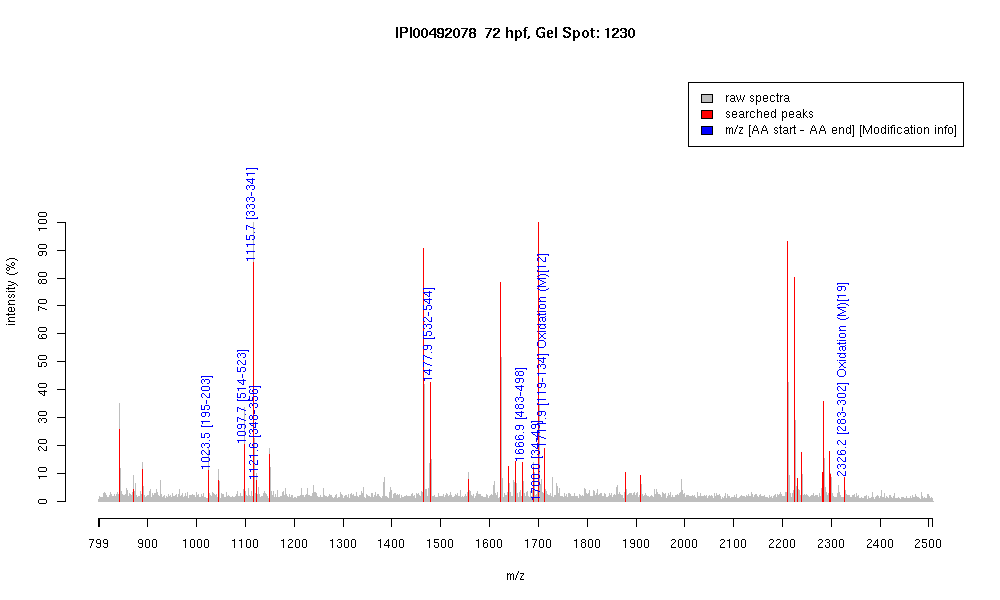 IPI00492078 72 hpf, Gel Spot: 1230
raw spectra
searched peaks
m/z [AA start - AA end] [Modification info]
intensity (%)
100
90
80
70
60
50
40
30
20
10
0
1023.5 [195-203]
1097.7 [514-523]
1115.7 [333-341]
1121.6 [348-356]
1477.9 [532-544]
1666.9 [483-498]
1700.0 [34-49]
1711.9 [119-134] Oxidation (M)[12]
2326.2 [283-302] Oxidation (M)[19]
799 900 1000 1100 1200 1300 1400 1500 1600 1700 1800 1900 2000 2100 2200 2300 2400 2500
m/z